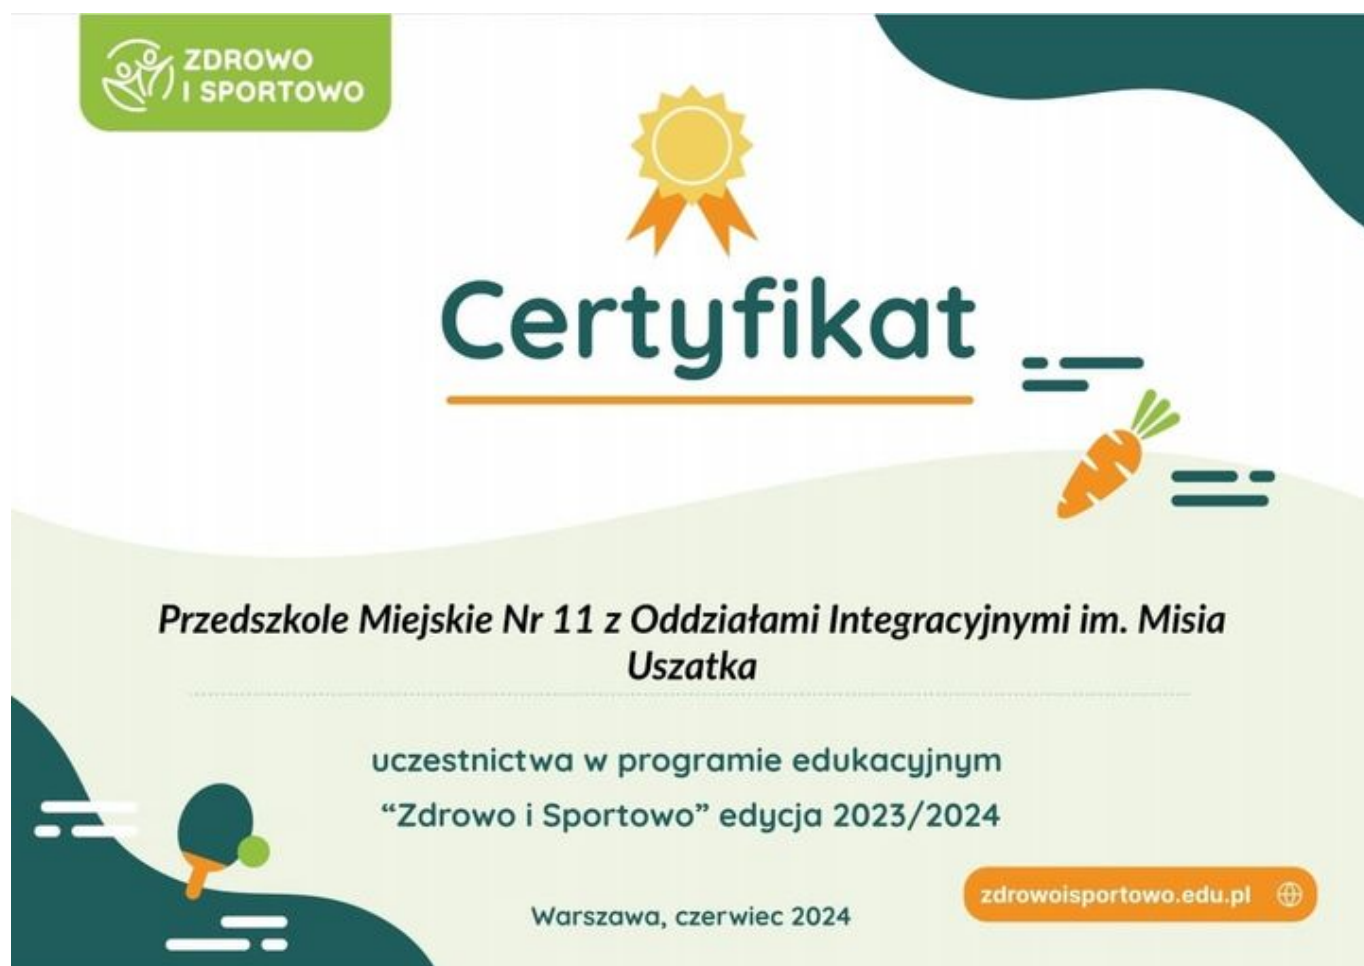 ZDROWO
I SPORTOWO
Certyfikat
Przedszkole Miejskie Nr 11 z Oddziałami Integracyjnymi im. Misia
Uszatka
uczestnictwa w programie edukacyjnym
“Zdrowo i Sportowo” edycja 2023/2024
zdrowoisportowo.edu.pl
Warszawa, czerwiec 2024